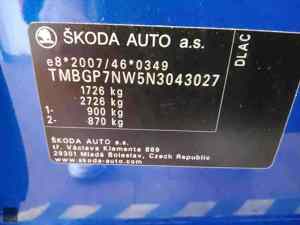 ŠKODA AUTO a.s.
DLAC
e8*2007/46*0349
TMBGP7NW5N3043027
1726 kg
2726 kg
1- 900 kg
2- 870 kg
ŠKODA AUTO a.s.
tř. Václava Klementa 869
29301 Mladá Boleslav, Czech Republic
www.skoda-auto.com